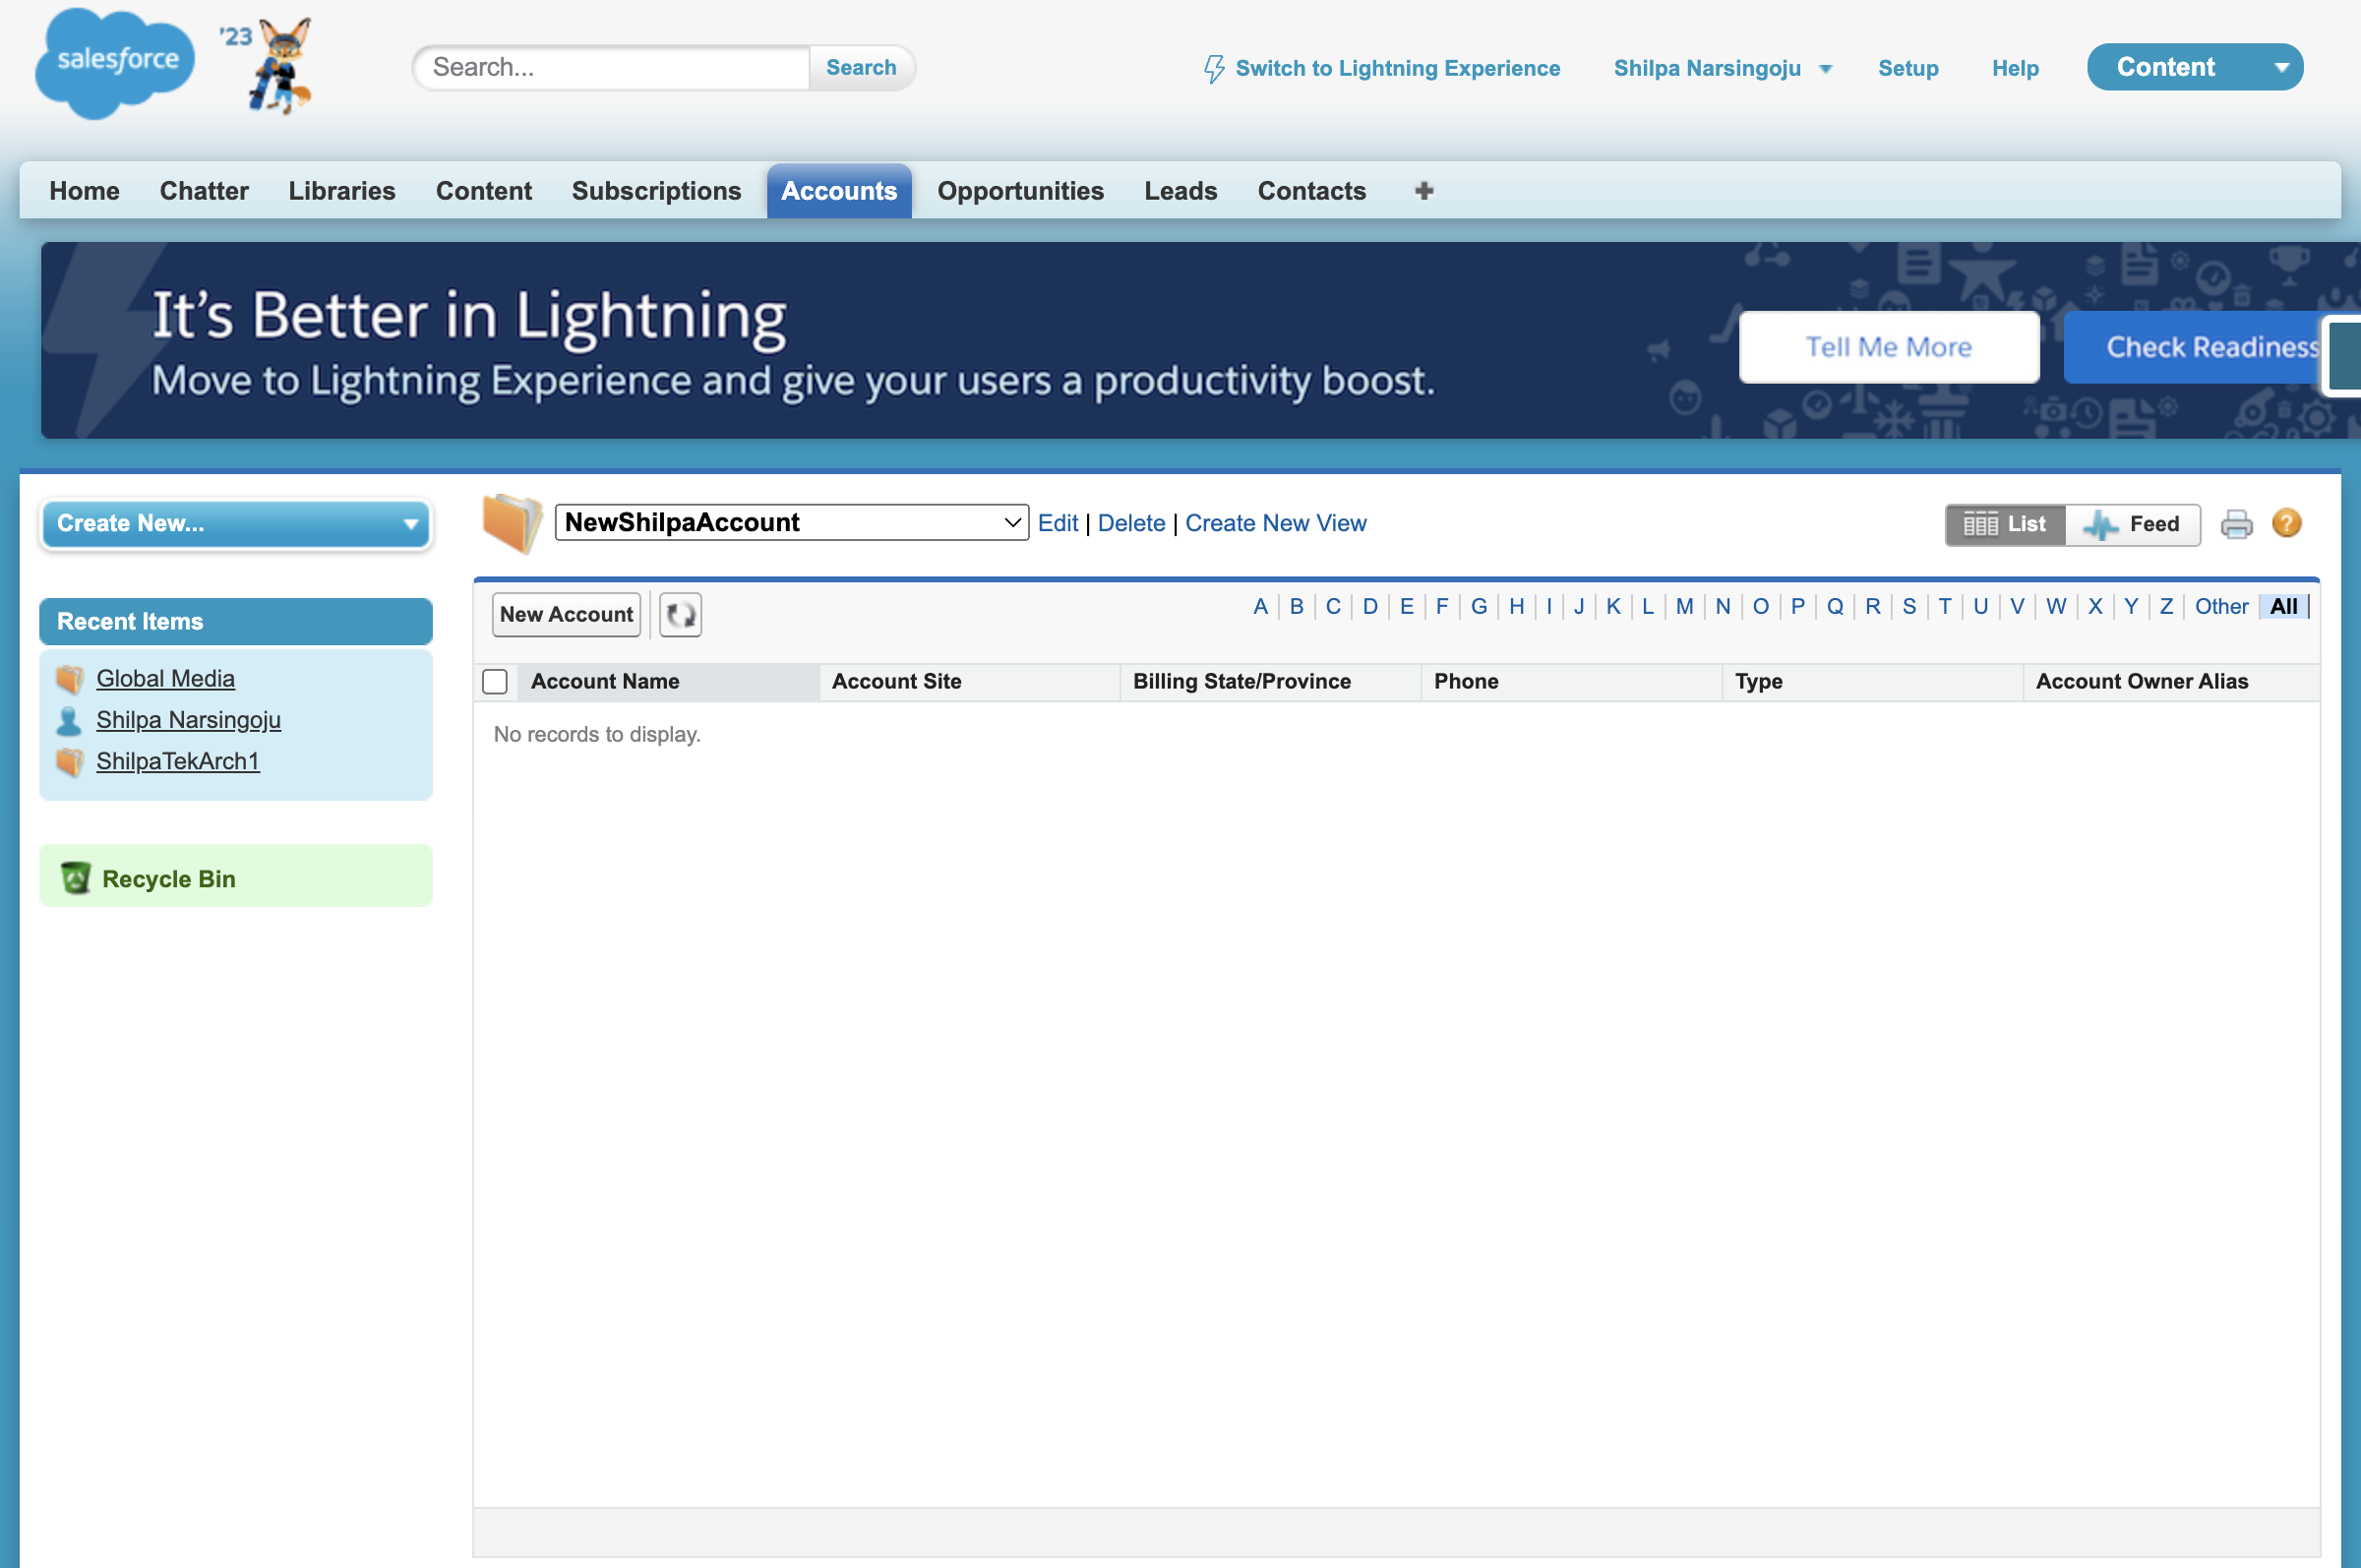 salesforce
'23
Search...
Search
Switch to Lightning Experience
Shilpa Narsingoju
Setup
Help
Content
Home
Chatter
Libraries
Content
Subscriptions
Accounts
Opportunities
Leads
Contacts
It's Better in Lightning
Move to Lightning Experience and give your users a productivity boost.
Tell Me More
Check Readiness
Create New...
Recent Items
Global Media
Shilpa Narsingoju
ShilpaTekArch1
Recycle Bin
NewShilpaAccount
Edit | Delete | Create New View
List
Feed
?
New Account
A | B | C | D | E | F | G | H | I | J | K | L | M | N | O | P | Q | R | S | T | U | V | W | X | Y | Z | Other | All
Account Name
Account Site
Billing State/Province
Phone
Type
Account Owner Alias
No records to display.